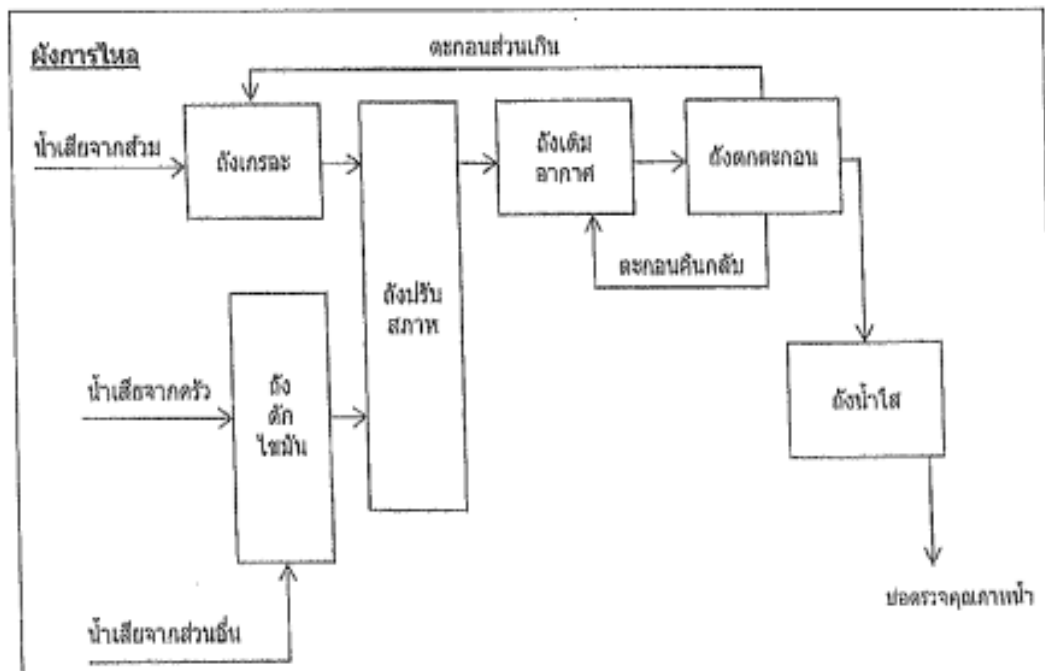 ผังการไหล
ตะกอนส่วนเกิน
น้ำเสียจากส้วม
ถังเกรอะ
ถังเติม
อากาศ
ถังตกตะกอน
ตะกอนคืนกลับ
ถังปรับ
สภาพ
น้ำเสียจากครัว
ถัง
ดัก
ไขมัน
ถังน้ำใส
น้ำเสียจากส่วนอื่น
บ่อตรวจคุณภาพน้ำ